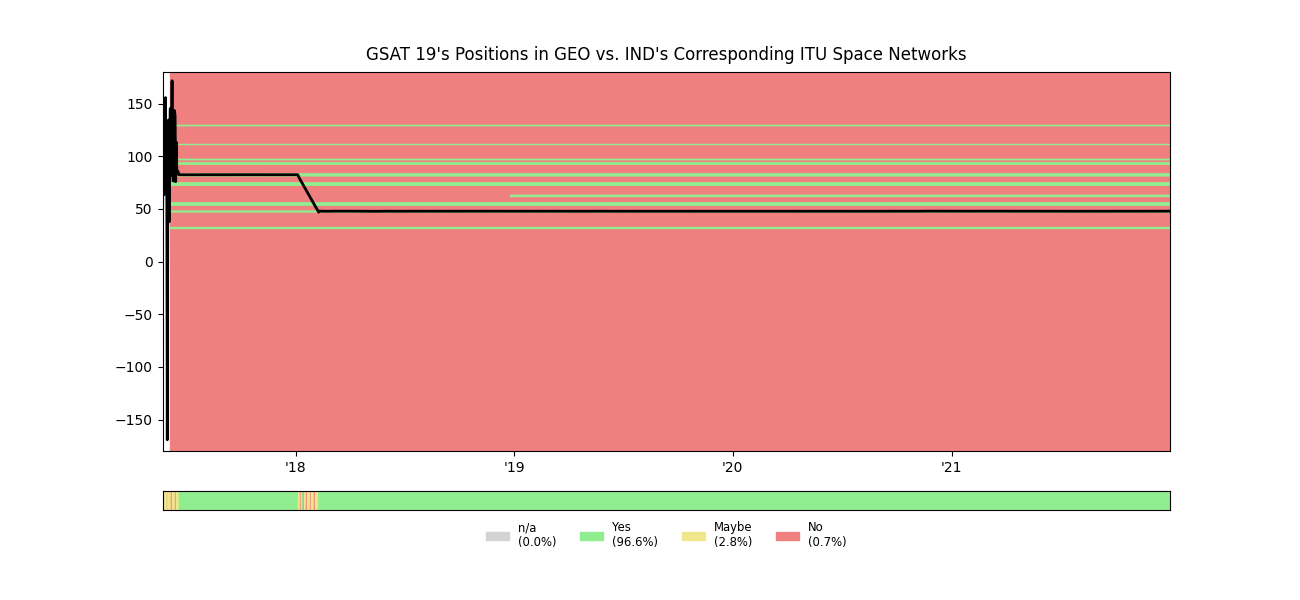 GSAT 19's Positions in GEO vs. IND's Corresponding ITU Space Networks
150
100
50
0
−50
−100
−150
'18 '19 '20 '21
n/a Yes Maybe No
(0.0%) (96.6%) (2.8%) (0.7%)